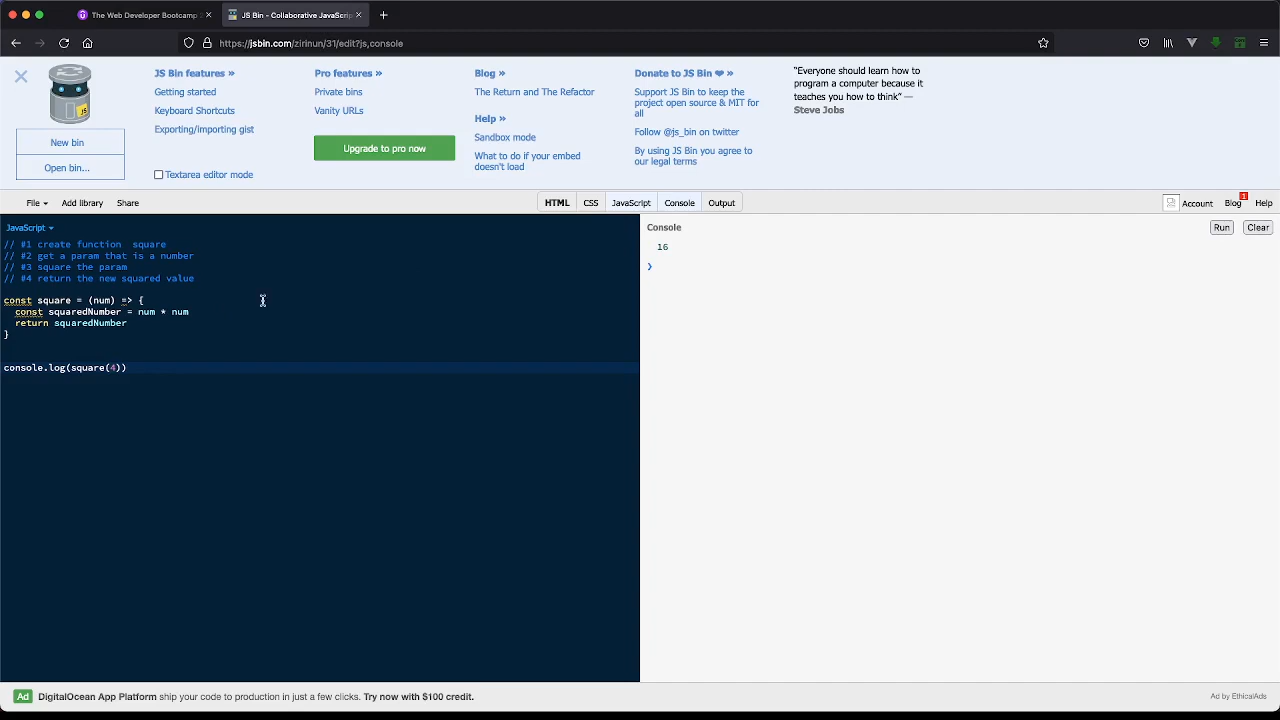 The Web Developer Bootcamp
JS Bin - Collaborative JavaScrip
https://jsbin.com/zirinun/31/edit?js,console
JS Bin features »
Getting started
Keyboard Shortcuts
Exporting/importing gist
Textarea editor mode
Pro features »
Private bins
Vanity URLs
Upgrade to pro now
Blog »
The Return and The Refactor
Help »
Sandbox mode
What to do if your embed
doesn't load
Donate to JS Bin ❤ »
Support JS Bin to keep the
project open source & MIT for
all
Follow @js_bin on twitter
By using JS Bin you agree to
our legal terms
"Everyone should learn how to
program a computer because it
teaches you how to think" —
Steve Jobs
JS
New bin
Open bin...
File
Add library
Share
HTML
CSS
JavaScript
Console
Output
Account
Blog
1
Help
JavaScript
// #1 create function  square
// #2 get a param that is a number
// #3 square the param
// #4 return the new squared value
const square = (num) => {
  const squaredNumber = num * num
  return squaredNumber
}
console.log(square(4))
Console
Run
Clear
16
❯
Ad
DigitalOcean App Platform ship your code to production in just a few clicks. Try now with $100 credit.
Ad by EthicalAds